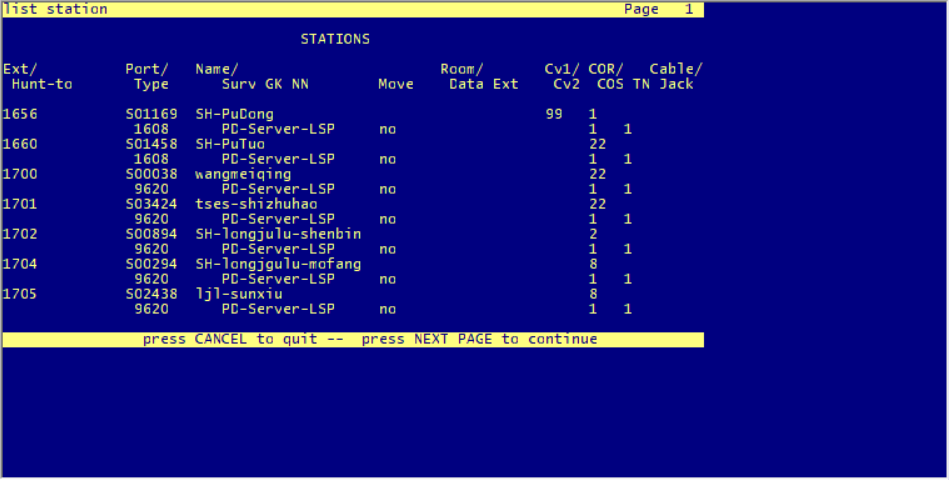 list station Page 1
STATIONS
Ext/ Port/ Name/ Room/ Cv1/ COR/ Cable/
Hunt-to Type Surv GK NN Move Data Ext Cv2 COS TN Jack
1656 S01169 SH-PuDong 99 1
1608 PD-Server-LSP no 1 1
1660 S01458 SH-PuTuo 22
1608 PD-Server-LSP no 1 1
1700 S00038 wangmeiqing 22
9620 PD-Server-LSP no 1 1
1701 S03424 tses-shizhuhao 22
9620 PD-Server-LSP no 1 1
1702 S00894 SH-longjulu-shenbin 2
9620 PD-Server-LSP no 1 1
1704 S00294 SH-longjgulu-mofang 8
9620 PD-Server-LSP no 1 1
1705 S02438 ljl-sunxiu 8
9620 PD-Server-LSP no 1 1
press CANCEL to quit -- press NEXT PAGE to continue